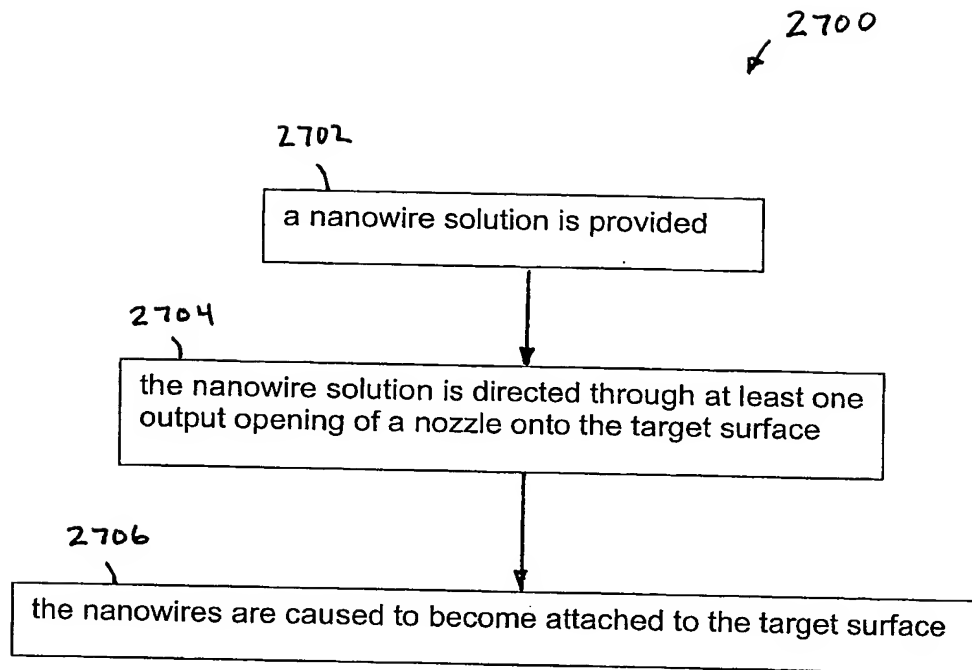 2700
2702
a nanowire solution is provided
2704
the nanowire solution is directed through at least one
output opening of a nozzle onto the target surface
2706
the nanowires are caused to become attached to the target surface